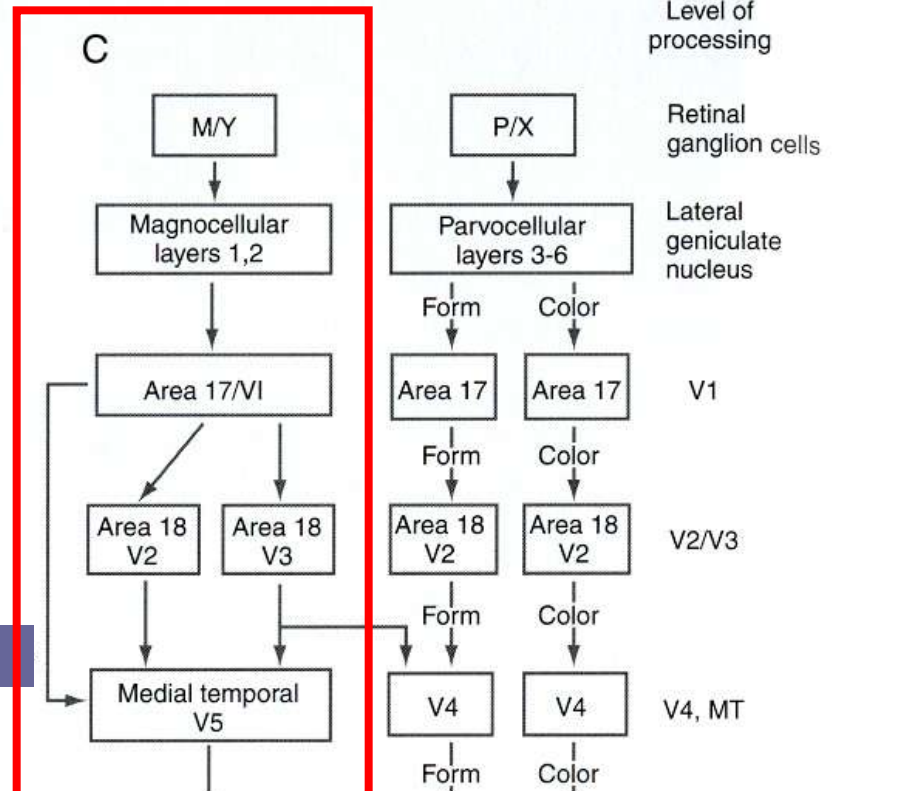 Level of
processing
C
M/Y
P/X
Retinal
ganglion cells
Magnocellular
layers 1,2
Parvocellular
layers 3-6
Lateral
geniculate
nucleus
Form
Color
Area 17/VI
Area 17
Area 17
V1
Form
Color
Area 18
V2
Area 18
V3
Area 18
V2
Area 18
V2
V2/V3
Form
Color
Medial temporal
V5
V4
V4
V4, MT
Form
Color